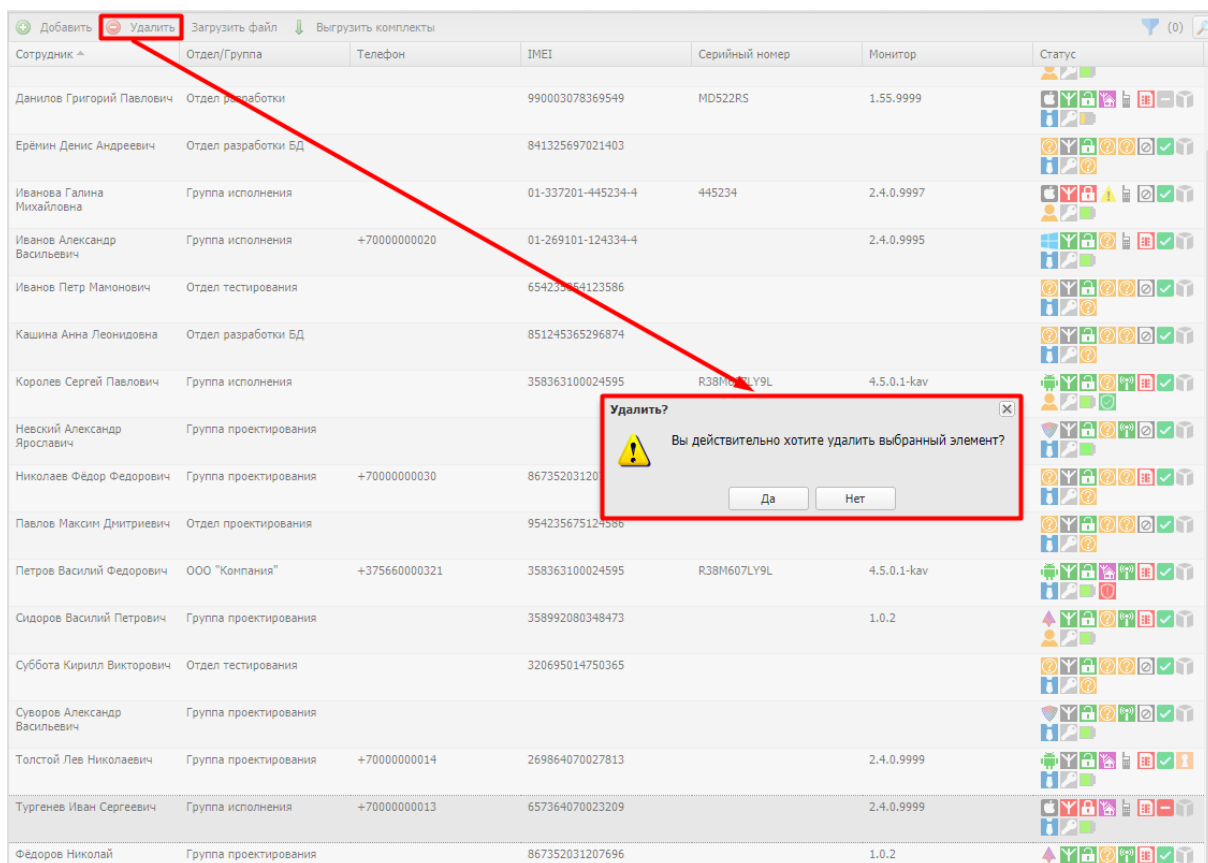 Добавить Удалить Загрузить файл Выгрузить комплекты (0)
Сотрудник Отдел/Группа Телефон IMEI Серийный номер Монитор Статус
Данилов Григорий Павлович Отдел разработки 990003078369549 MD522RS 1.55.9999
Ерёмин Денис Андреевич Отдел разработки БД 841325697021403
Иванова Галина Группа исполнения 01-337201-445234-4 445234 2.4.0.9997
Михайловна
Иванов Александр Группа исполнения +70000000020 01-269101-124334-4 2.4.0.9995
Васильевич
Иванов Петр Мамонович Отдел тестирования 654235354123586
Кашина Анна Леонидовна Отдел разработки БД 851245365296874
Королев Сергей Павлович Группа исполнения 358363100024595 R38M607LY9L 4.5.0.1-kav
Удалить?
Вы действительно хотите удалить выбранный элемент?
Да Нет
Невский Александр Группа проектирования
Ярославич
Николаев Фёдор Федорович Группа проектирования +70000000030 86735203120
Павлов Максим Дмитриевич Отдел проектирования 954235675124586
Петров Василий Федорович ООО "Компания" +375660000321 358363100024595 R38M607LY9L 4.5.0.1-kav
Сидоров Василий Петрович Группа проектирования 358992080348473 1.0.2
Суббота Кирилл Викторович Отдел тестирования 320695014750365
Суворов Александр Группа проектирования
Васильевич
Толстой Лев Николаевич Группа проектирования +70000000014 269864070027813 2.4.0.9999
Тургенев Иван Сергеевич Группа исполнения +70000000013 657364070023209 2.4.0.9999
Фёдоров Николай Группа проектирования 867352031207696 1.0.2